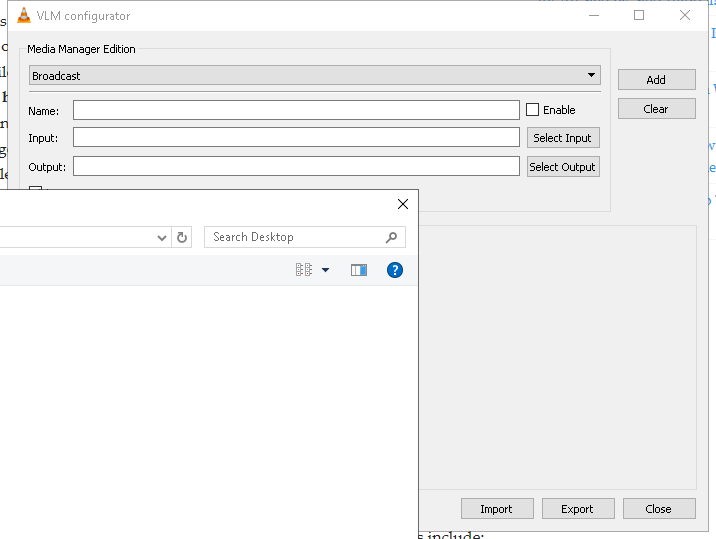 VLM configurator
Media Manager Edition
Broadcast
Add
Name:
Enable
Clear
Input:
Select Input
Output:
Select Output
Search Desktop
?
Import
Export
Close
include: